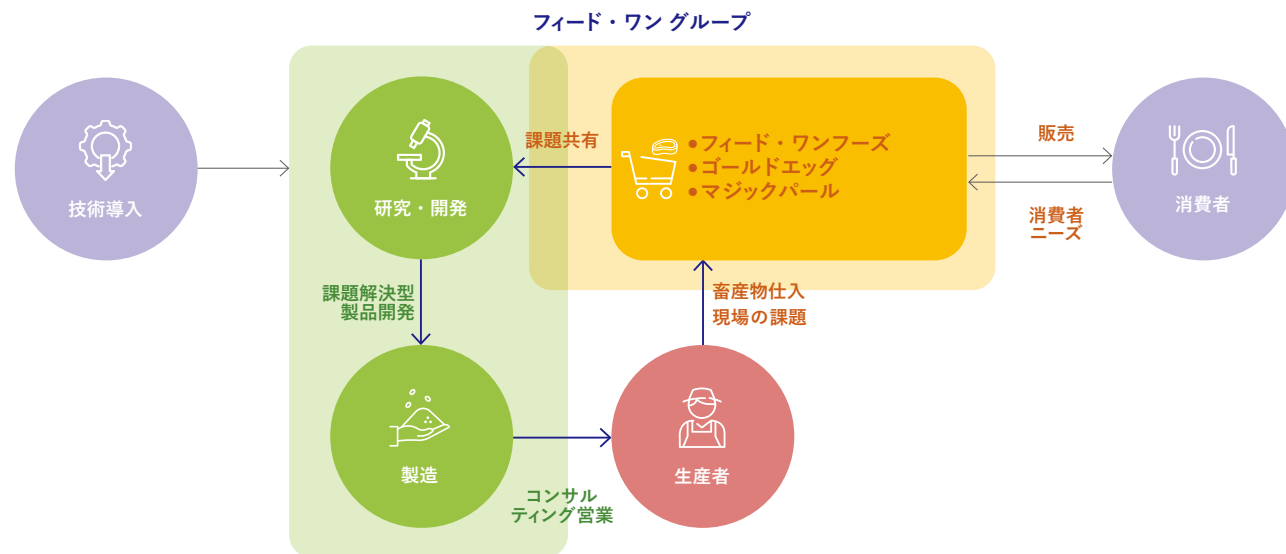 フィード・ワン グループ
技術導入
研究・開発
課題共有
•フィード・ワンフーズ
•ゴールドエッグ
•マジックパール
販売
消費者
ニーズ
消費者
課題解決型
製品開発
畜産物仕入
現場の課題
製造
コンサル
ティング営業
生産者